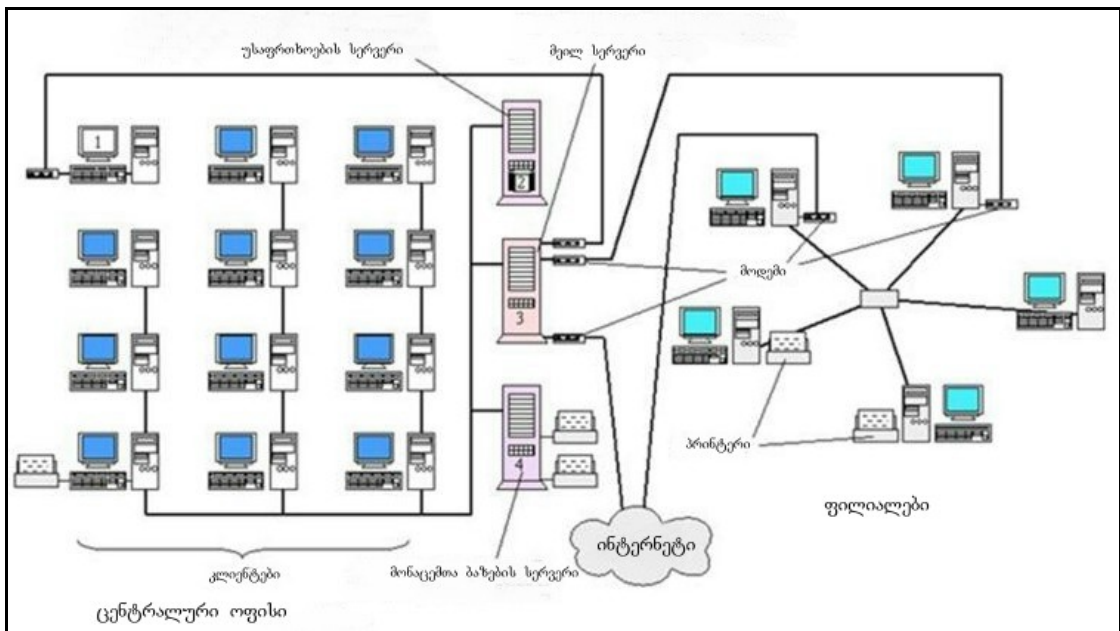 უსაფრთხოების სერვერი
მეილ სერვერი
1
2
3
მოდემი
პრინტერი
4
ფილიალები
ინტერნეტი
კლიენტები
მონაცემთა ბაზების სერვერი
ცენტრალური ოფისი